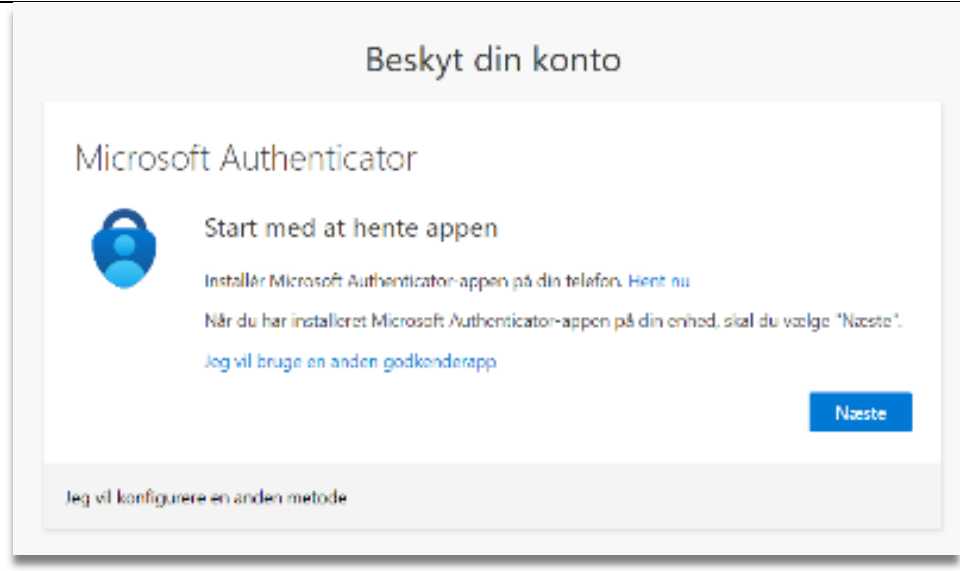 Beskyt din konto
Microsoft Authenticator
Start med at hente appen
Installér Microsoft Authenticator-appen på din telefon. Hent nu
Når du har installeret Microsoft Authenticator-appen på din enhed, skal du vælge "Næste".
Jeg vil bruge en anden godkenderapp
Næste
Jeg vil konfigurere en anden metode